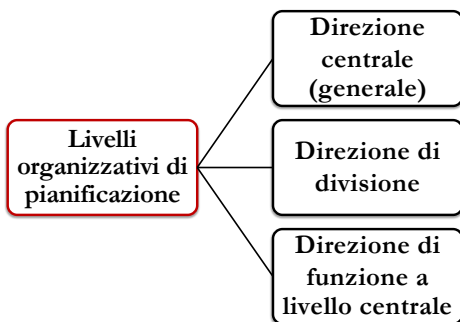 Livelli
organizzativi di
pianificazione
Direzione
centrale
(generale)
Direzione di
divisione
Direzione di
funzione a
livello centrale